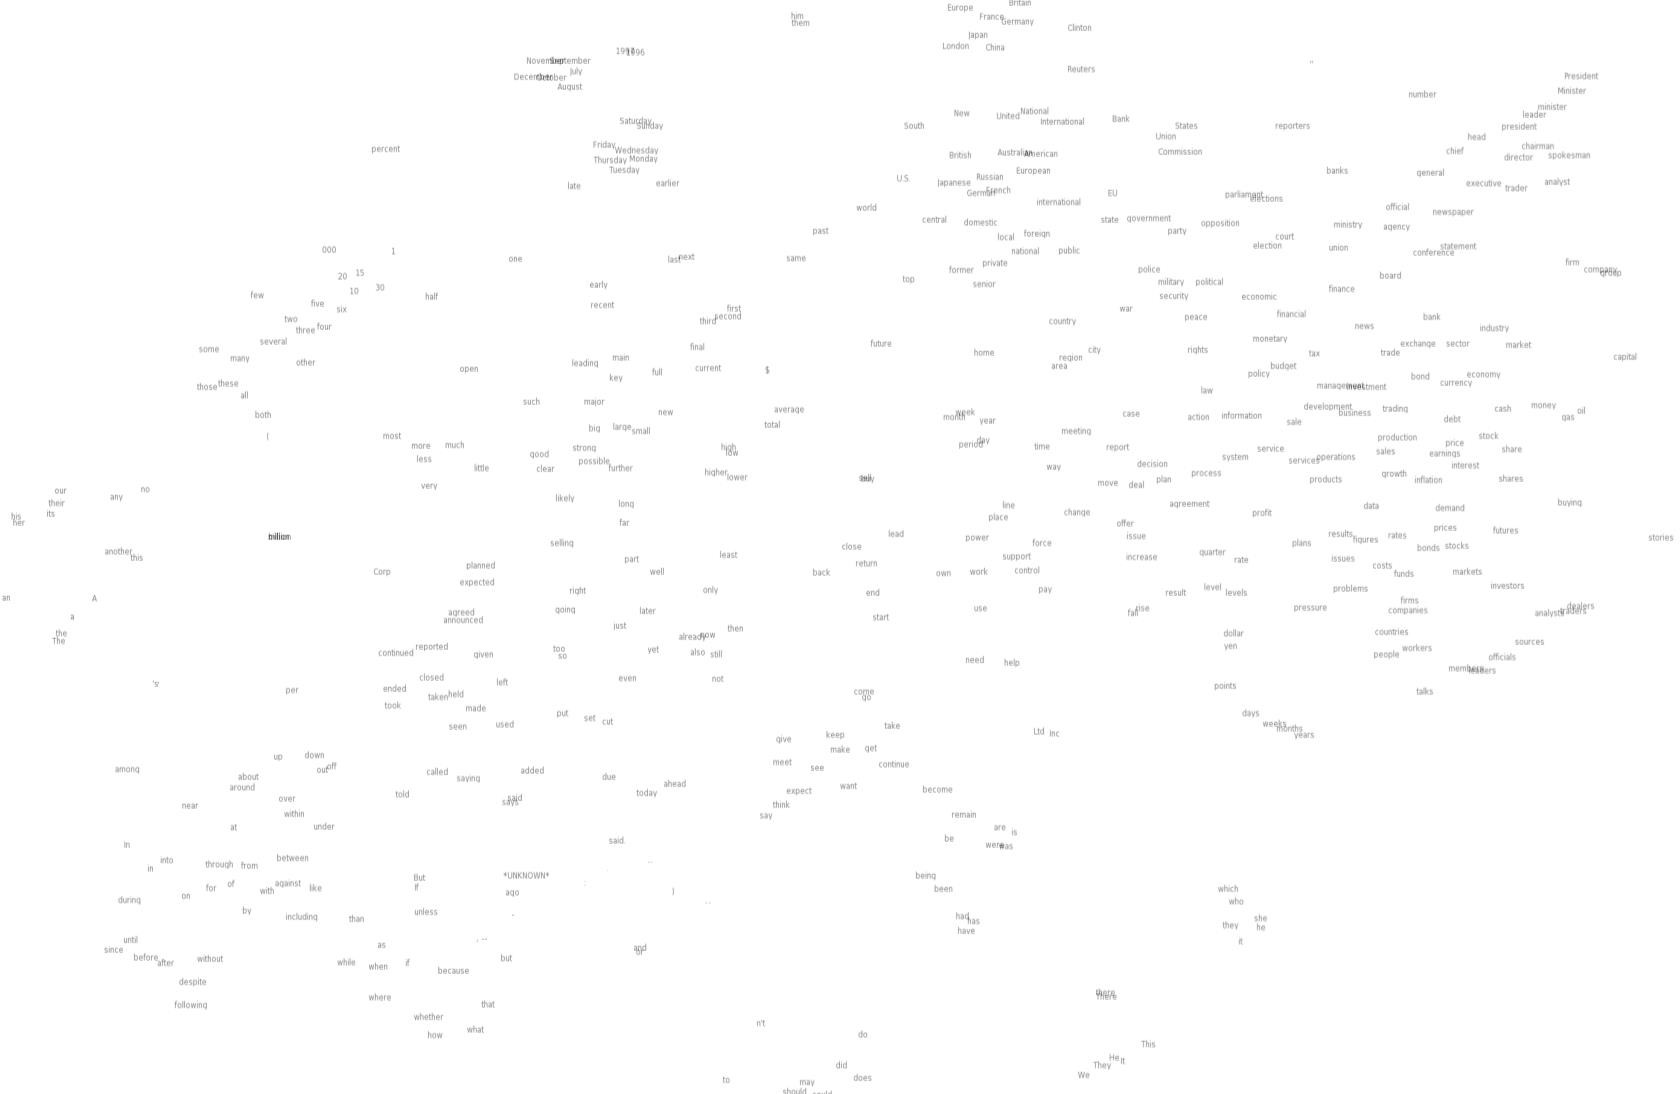 Europe Britain
him France Germany
them Clinton
Japan
London China
1996
November September
July
December October Reuters "
August
President
Minister
number
minister
New United National International Bank leader
Saturday Sunday South States reporters president
Union head
Friday Wednesday chairman
percent British Australian American Commission chief director spokesman
Thursday Monday
Tuesday European banks general
late earlier U.S. Japanese Russian executive trader analyst
German French EU parliament elections
world international official newspaper
central domestic state government opposition ministry agency
past local foreign party court
000 1 national public election union conference statement
one last next same private firm
former police company group
20 15 early top senior military political board
10 30 security economic finance
few half recent
five six first war financial bank
two second third country peace news industry
three four
several final future home city rights monetary exchange sector market
some many other leading main region tax trade capital
open key full current $ area policy budget bond economy
those these management investment currency
all law
such major development cash money
both new average month week year case action information sale business trading debt gas oil
( most big large small total meeting
more much strong high low period day time report production price stock
less good possible system service services operations sales earnings share
little clear further higher lower way decision process growth interest
very sell buy move deal plan products inflation shares
our any no likely long line agreement data demand buying
their his her its far place change offer profit
million lead power force issue results figures rates prices futures stories
another this selling close plans bonds stocks
Corp planned part well least return support increase quarter rate issues costs
expected back own work control funds markets
an A right only end pay result level levels problems investors
a agreed going later start use fall rise pressure firms companies analysts dealers traders
announced
the just already now then dollar countries
The reported sources
continued given too so yet also still yen people workers officials
need help members leaders
's' closed left even not
per ended held come go points talks
took taken made
put set cut days weeks months years
seen used take Ltd Inc
give keep make get
up down
among about out off called saying added due meet see continue
around today ahead expect want become
near over told said says think
within say remain
at under are is
be were was
In said.
into through from between
in But *UNKNOWN* being
for of with against like If ago ) been which
during on who
by including than unless had has have they she he
until as and or it
since before after without while when if because but
despite
following where that there There
whether
how what n't do
This
did He It They
to may does We
should could